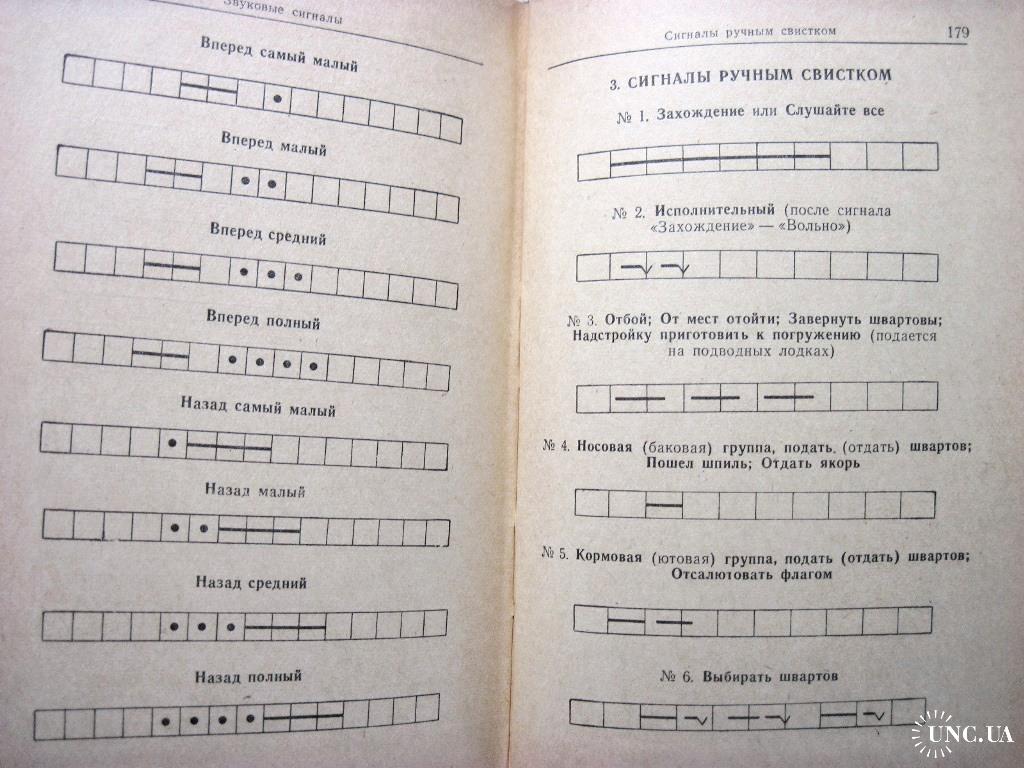 Звуковые сигналы
Вперед самый малый
Вперед малый
Вперед средний
Вперед полный
Назад самый малый
Назад малый
Назад средний
Назад полный
Сигналы ручным свистком 179
3. СИГНАЛЫ РУЧНЫМ СВИСТКОМ
№ 1. Захождение или Слушайте все
№ 2. Исполнительный (после сигнала
«Захождение» — «Вольно»)
№ 3. Отбой; От мест отойти; Завернуть швартовы;
Надстройку приготовить к погружению (подается
на подводных лодках)
№ 4. Носовая (баковая) группа, подать. (отдать) швартов;
Пошел шпиль; Отдать якорь
№ 5. Кормовая (ютовая) группа, подать (отдать) швартов;
Отсалютовать флагом
№ 6. Выбирать швартов
UNC.UA